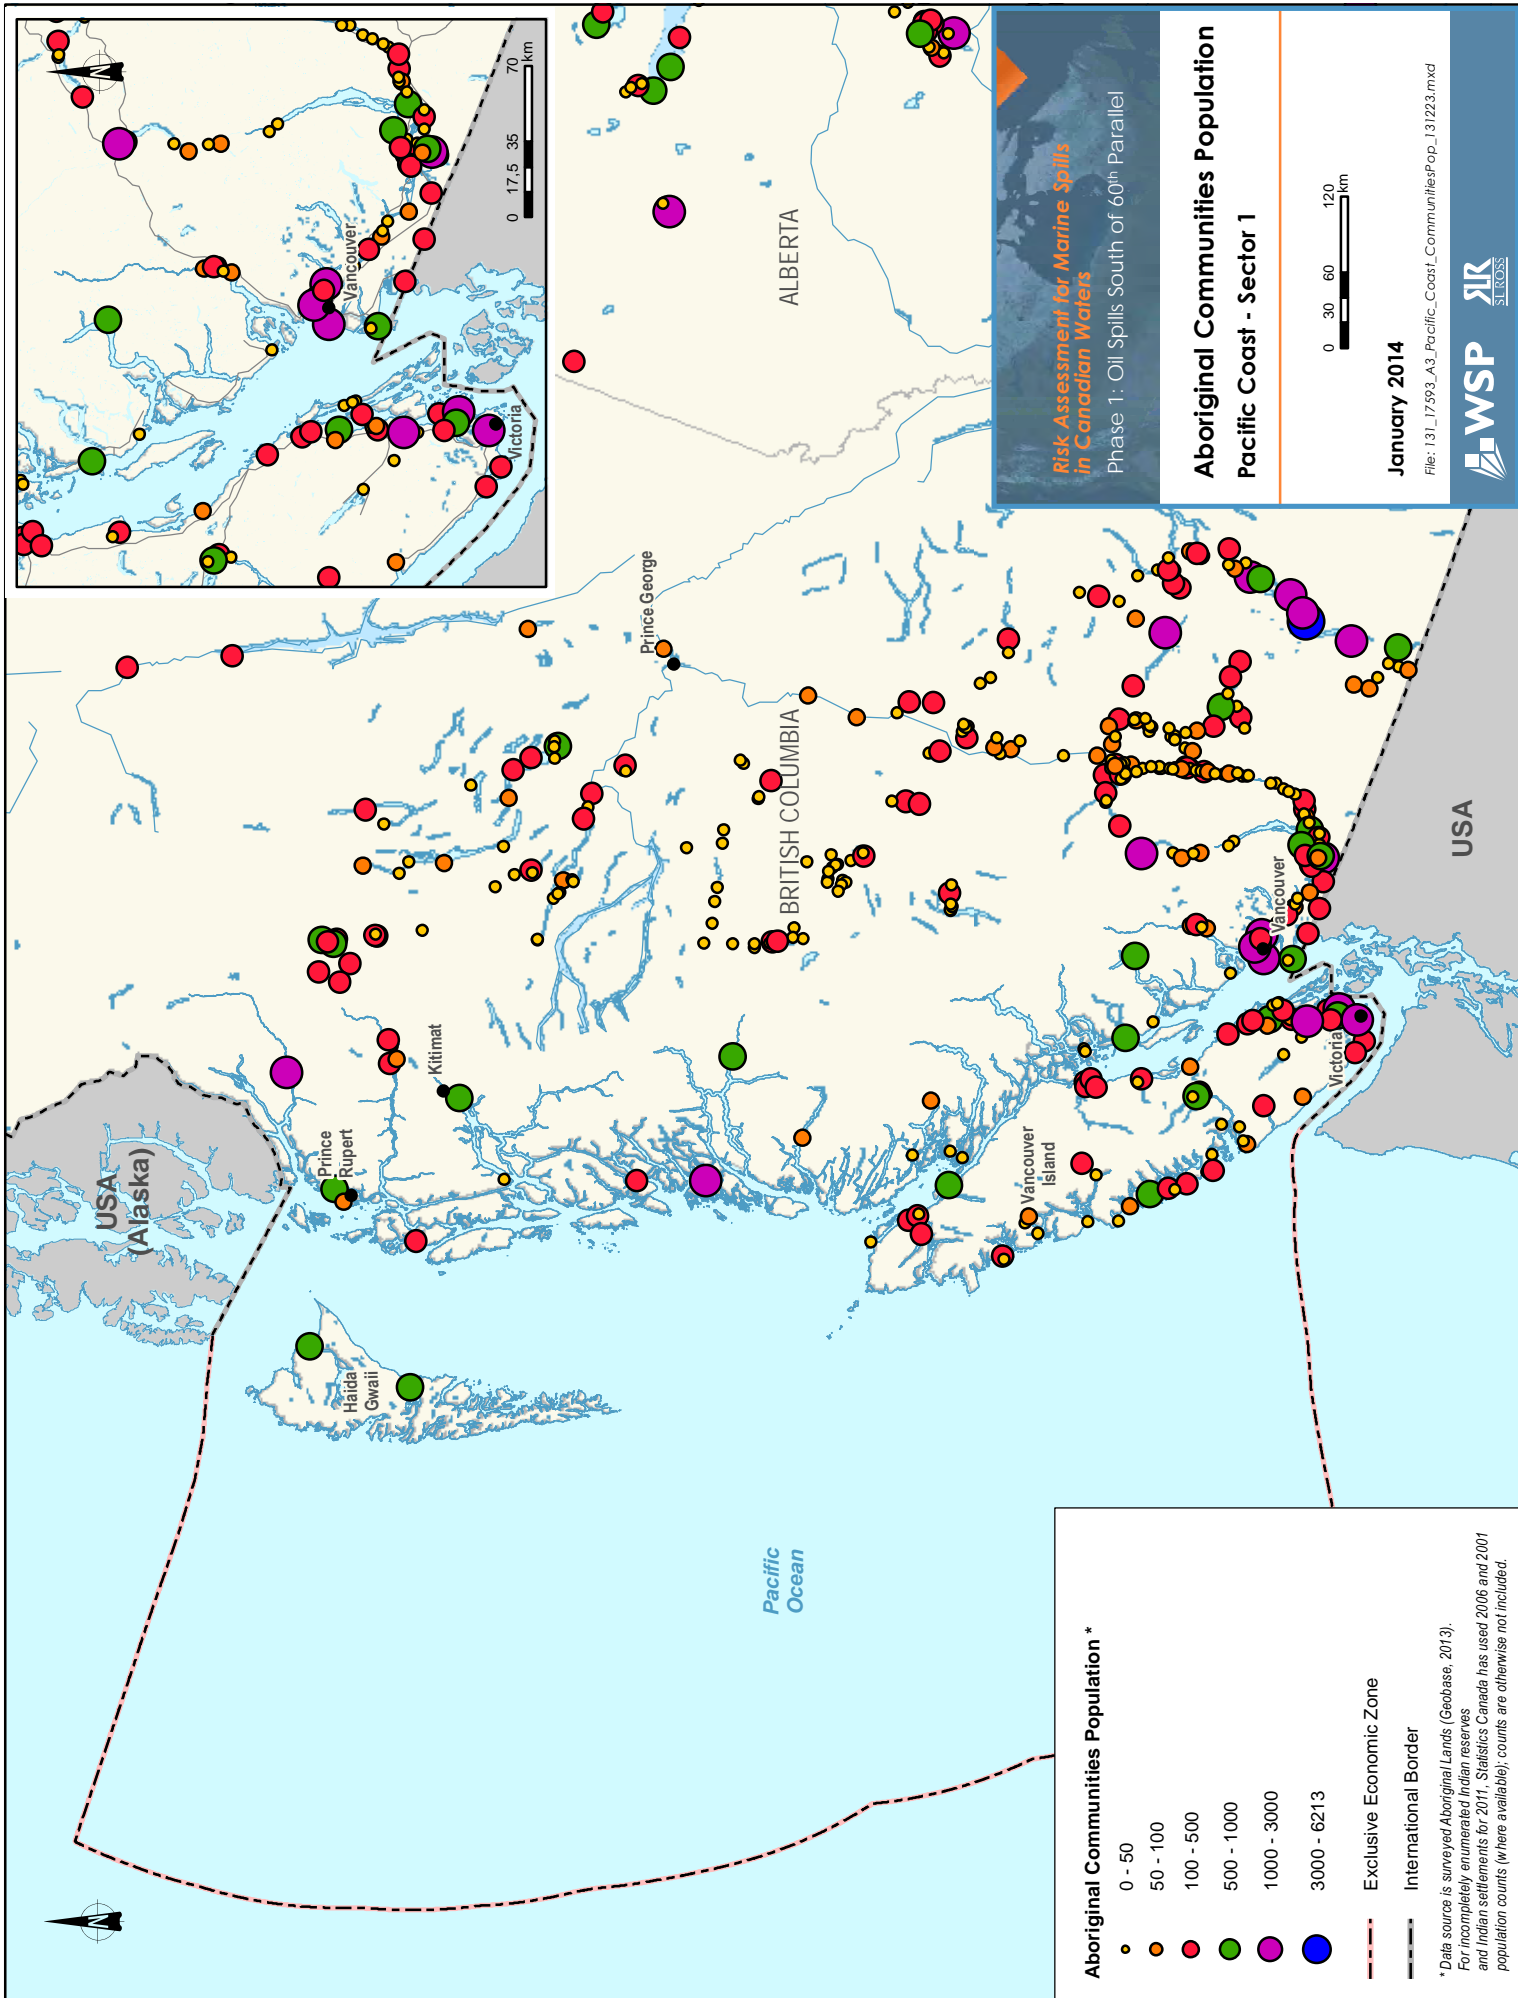 USA
(Alaska)
Prince
Rupert
Kitimat
Haida
Gwaii
Prince George
BRITISH COLUMBIA
ALBERTA
Pacific
Ocean
Vancouver
Island
Vancouver
Victoria
USA
N
N
Vancouver
Victoria
0 17,5 35 70
km
Aboriginal Communities Population *
0 - 50
50 - 100
100 - 500
500 - 1000
1000 - 3000
3000 - 6213
Exclusive Economic Zone
International Border
* Data source is surveyed Aboriginal Lands (Geobase, 2013).
For incompletely enumerated Indian reserves
and Indian settlements for 2011, Statistics Canada has used 2006 and 2001
population counts (where available); counts are otherwise not included.
Risk Assessment for Marine Spills
in Canadian Waters
Phase 1 : Oil Spills South of 60th Parallel
Aboriginal Communities Population
Pacific Coast - Sector 1
0 30 60 120
km
January 2014
File: 131_17593_A3_Pacific_Coast_CommunitiesPop_131223.mxd
WSP
SLR
SL ROSS